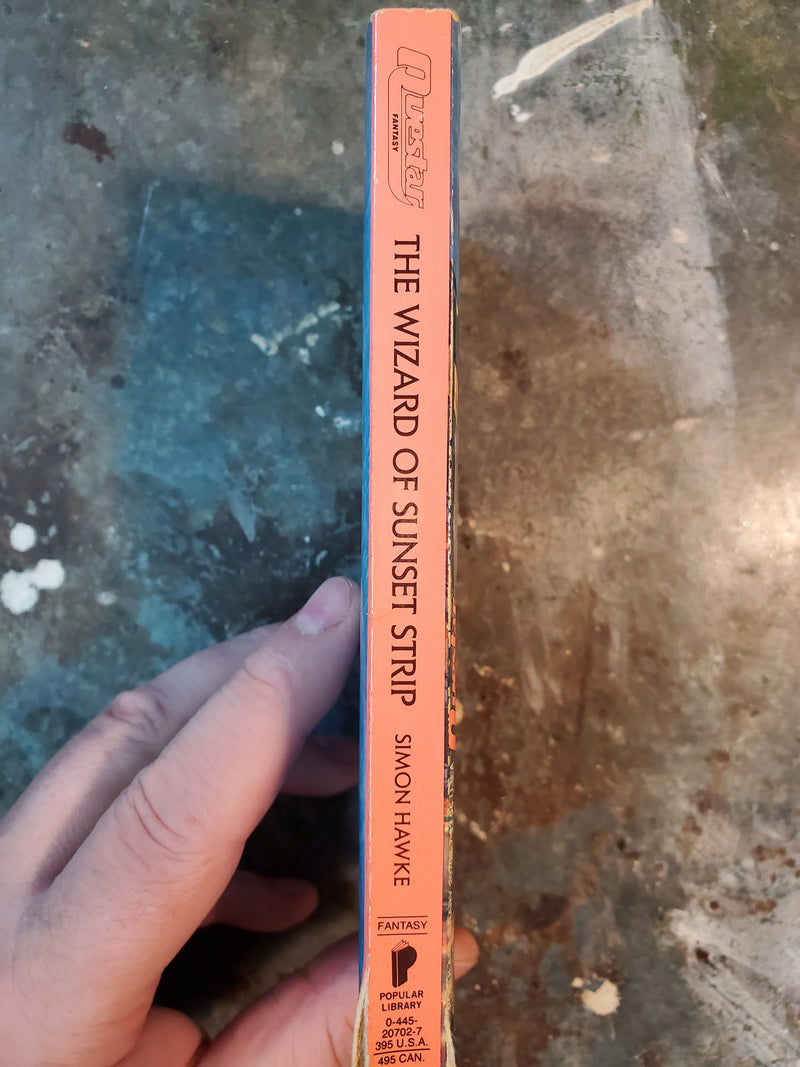 Questar
FANTASY
THE WIZARD OF SUNSET STRIP
SIMON HAWKE
FANTASY
POPULAR
LIBRARY
0-445-
20702-7
395 U.S.A.
495 CAN.